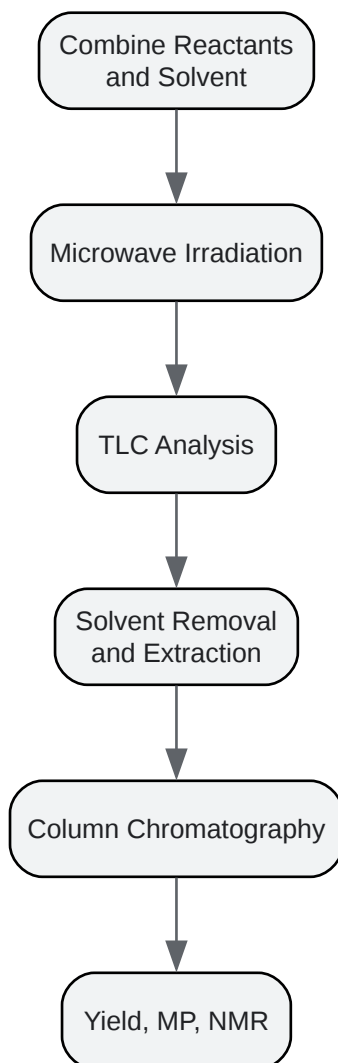 Combine Reactants
and Solvent
Microwave Irradiation
TLC Analysis
Solvent Removal
and Extraction
Column Chromatography
Yield, MP, NMR